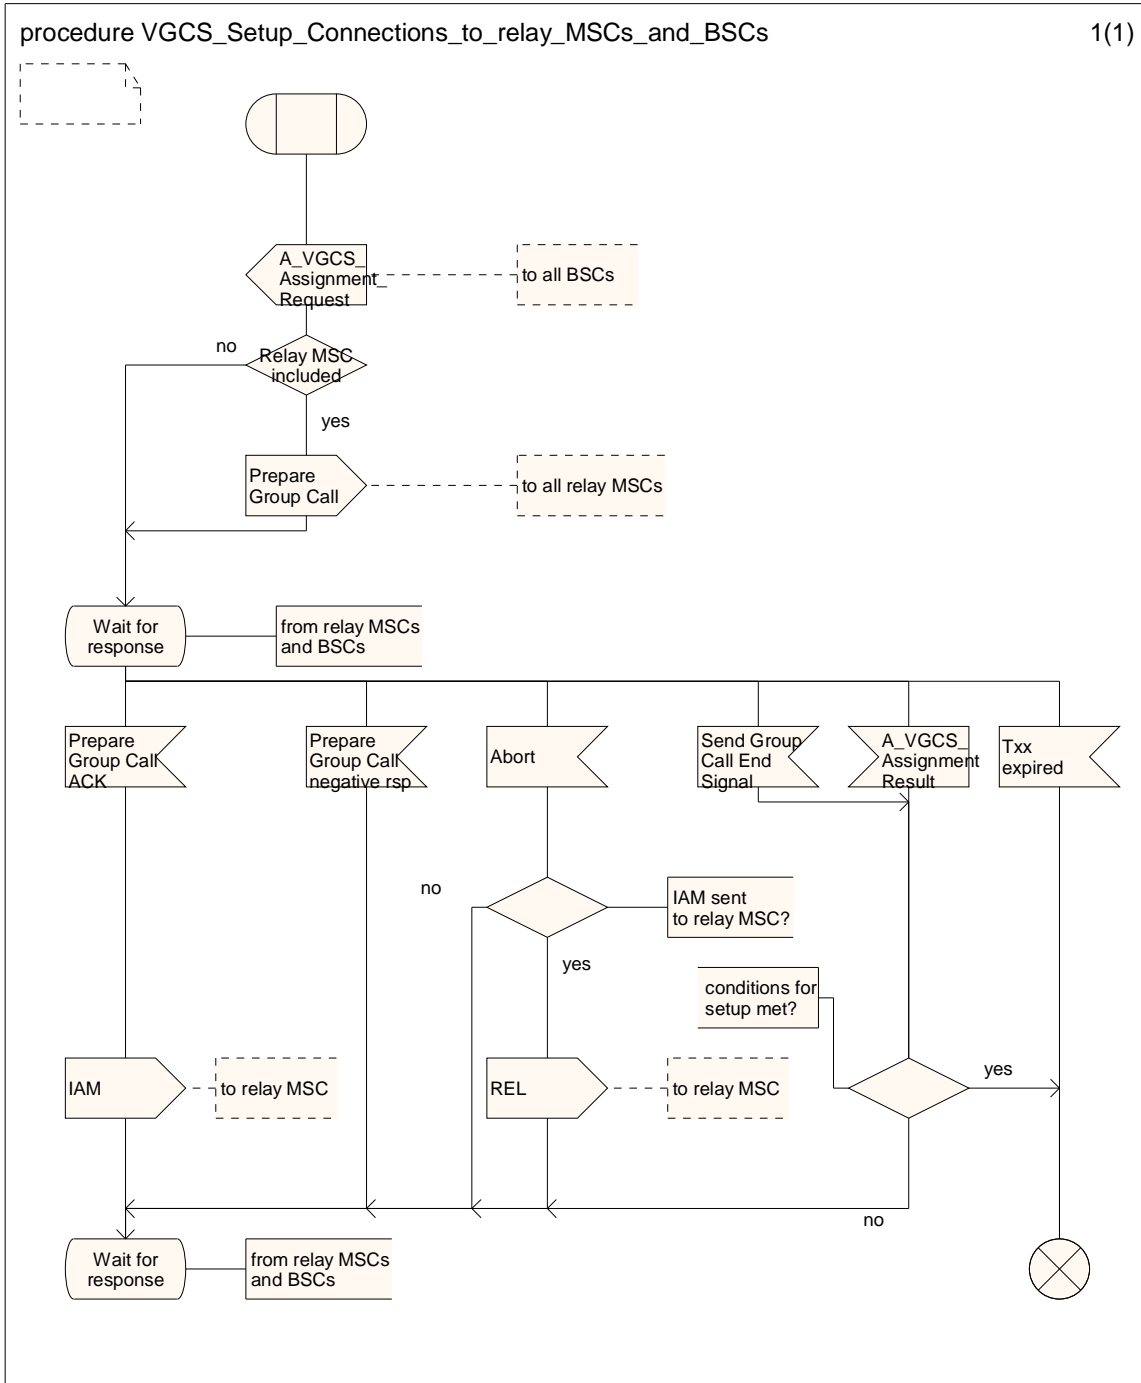 procedure VGCS_Setup_Connections_to_relay_MSCs_and_BSCs
1(1)
A_VGCS_
Assignment_
Request
to all BSCs
no
Relay MSC
included
yes
Prepare
Group Call
to all relay MSCs
Wait for
response
from relay MSCs
and BSCs
Prepare
Group Call
ACK
Prepare
Group Call
negative rsp
Abort
Send Group
Call End
Signal
A_VGCS_
Assignment
Result
Txx
expired
no
IAM sent
to relay MSC?
yes
conditions for
setup met?
IAM
to relay MSC
REL
to relay MSC
yes
no
Wait for
response
from relay MSCs
and BSCs